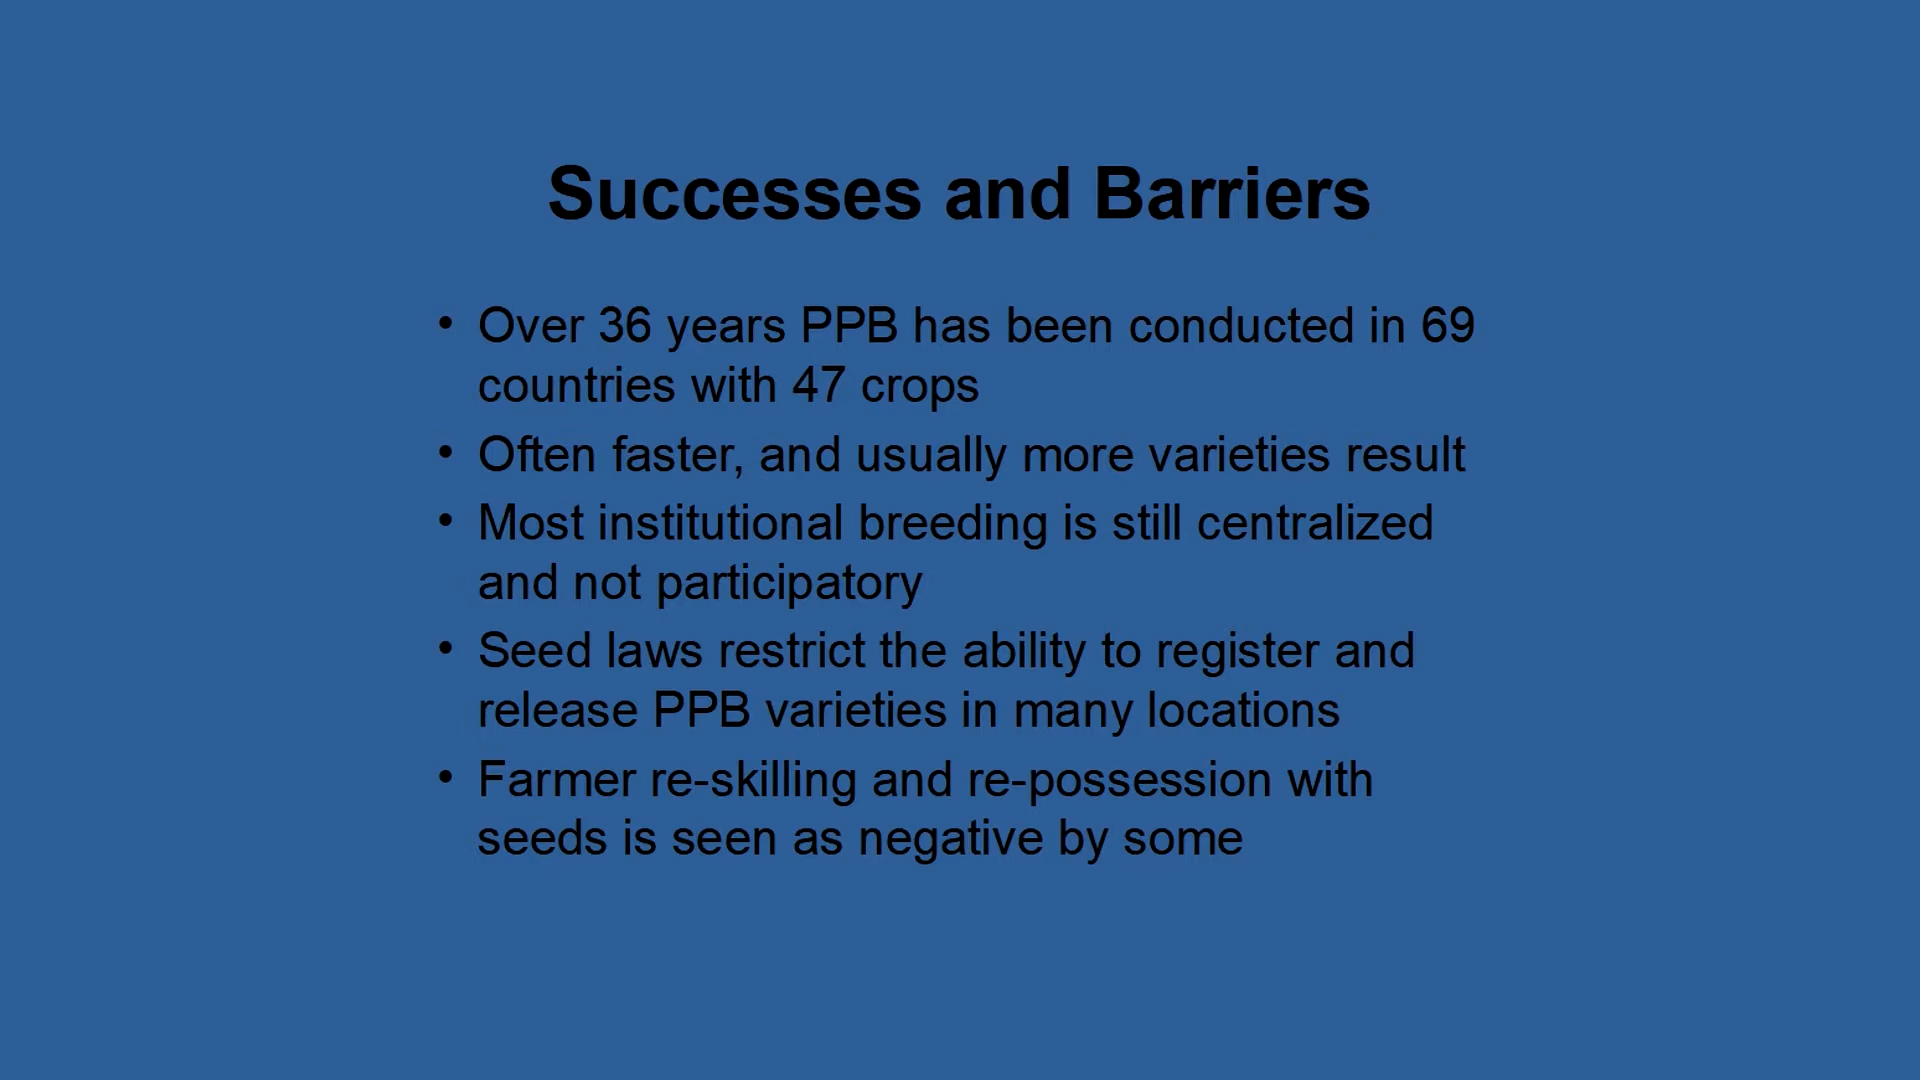 Successes and Barriers
• Over 36 years PPB has been conducted in 69
countries with 47 crops
• Often faster, and usually more varieties result
• Most institutional breeding is still centralized
and not participatory
• Seed laws restrict the ability to register and
release PPB varieties in many locations
• Farmer re-skilling and re-possession with
seeds is seen as negative by some